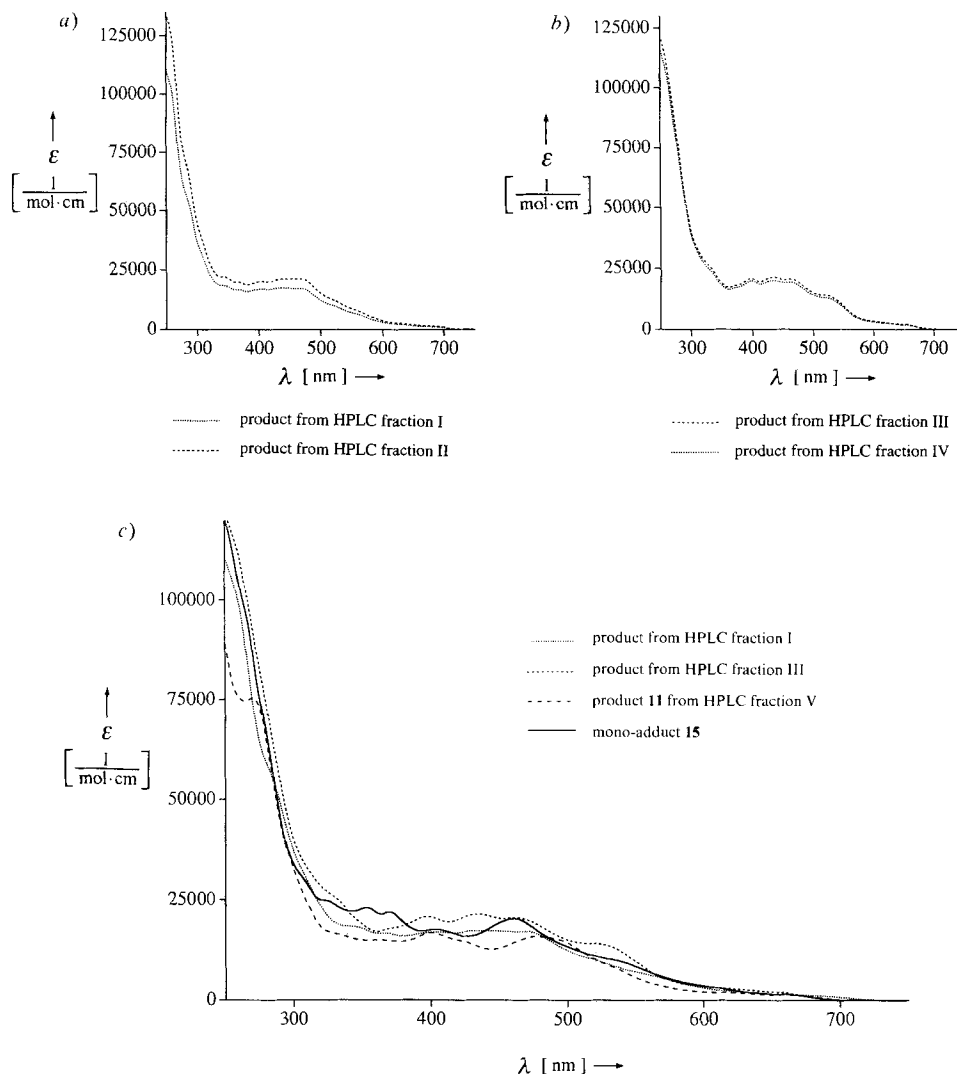 a)
125000
100000
75000
50000
25000
0
ε
[ 1 / mol·cm ]
300 400 500 600 700
λ [ nm ] →
product from HPLC fraction I
product from HPLC fraction II
b)
125000
100000
75000
50000
25000
0
ε
[ 1 / mol·cm ]
300 400 500 600 700
λ [ nm ] →
product from HPLC fraction III
product from HPLC fraction IV
c)
100000
75000
50000
25000
0
ε
[ 1 / mol·cm ]
300 400 500 600 700
λ [ nm ] →
product from HPLC fraction I
product from HPLC fraction III
product 11 from HPLC fraction V
mono-adduct 15